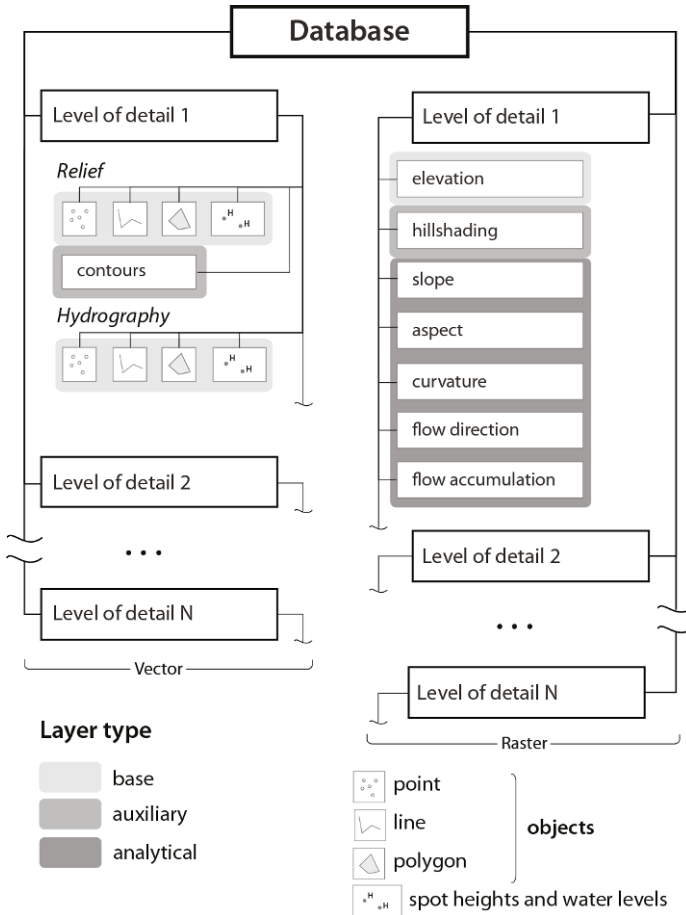 Database
Level of detail 1
Relief
H
H
contours
Hydrography
H
H
Level of detail 2
...
Level of detail N
Vector
Level of detail 1
elevation
hillshading
slope
aspect
curvature
flow direction
flow accumulation
Level of detail 2
...
Level of detail N
Raster
Layer type
base
auxiliary
analytical
point
line
polygon
objects
H
H
spot heights and water levels